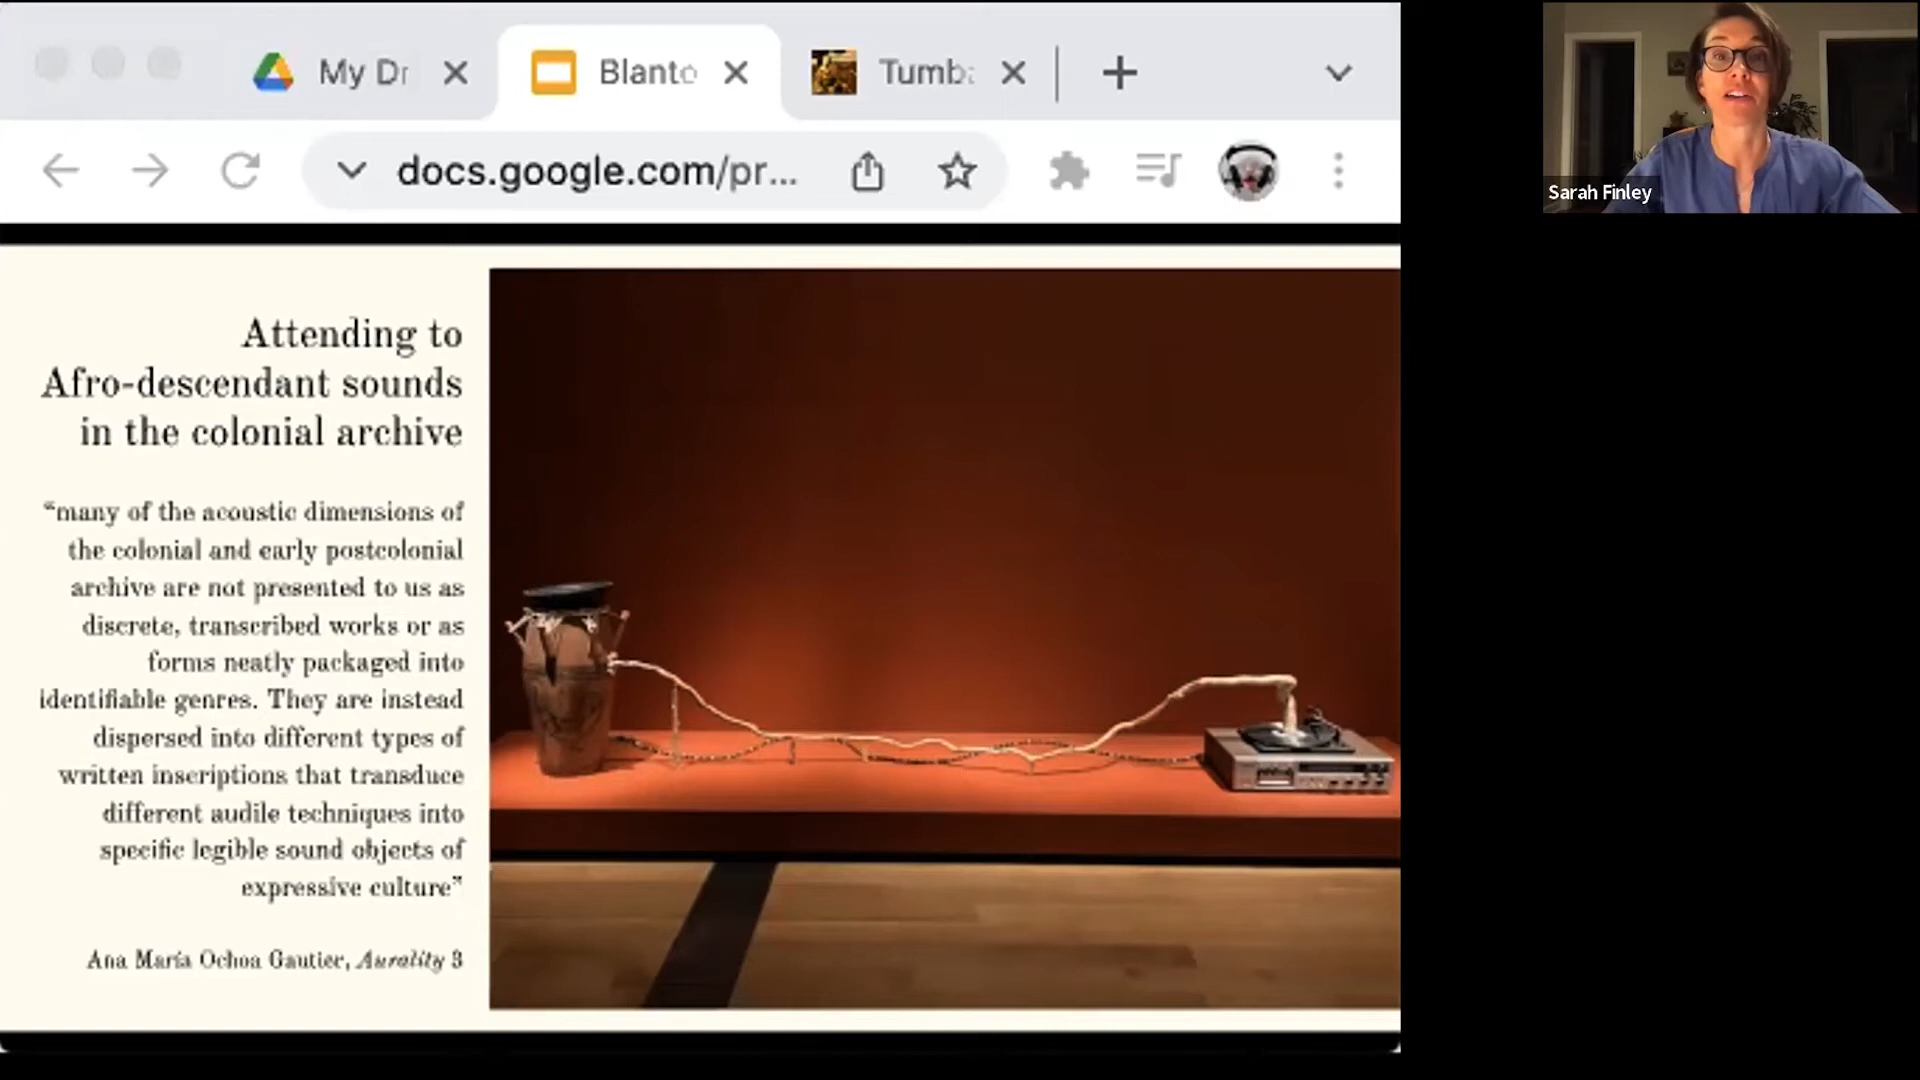 My Dr
Blanto
Tumb
docs.google.com/pr...
Sarah Finley
Attending to
Afro-descendant sounds
in the colonial archive
“many of the acoustic dimensions of
the colonial and early postcolonial
archive are not presented to us as
discrete, transcribed works or as
forms neatly packaged into
identifiable genres. They are instead
dispersed into different types of
written inscriptions that transduce
different audile techniques into
specific legible sound objects of
expressive culture”
Ana María Ochoa Gautier, Aurality 3